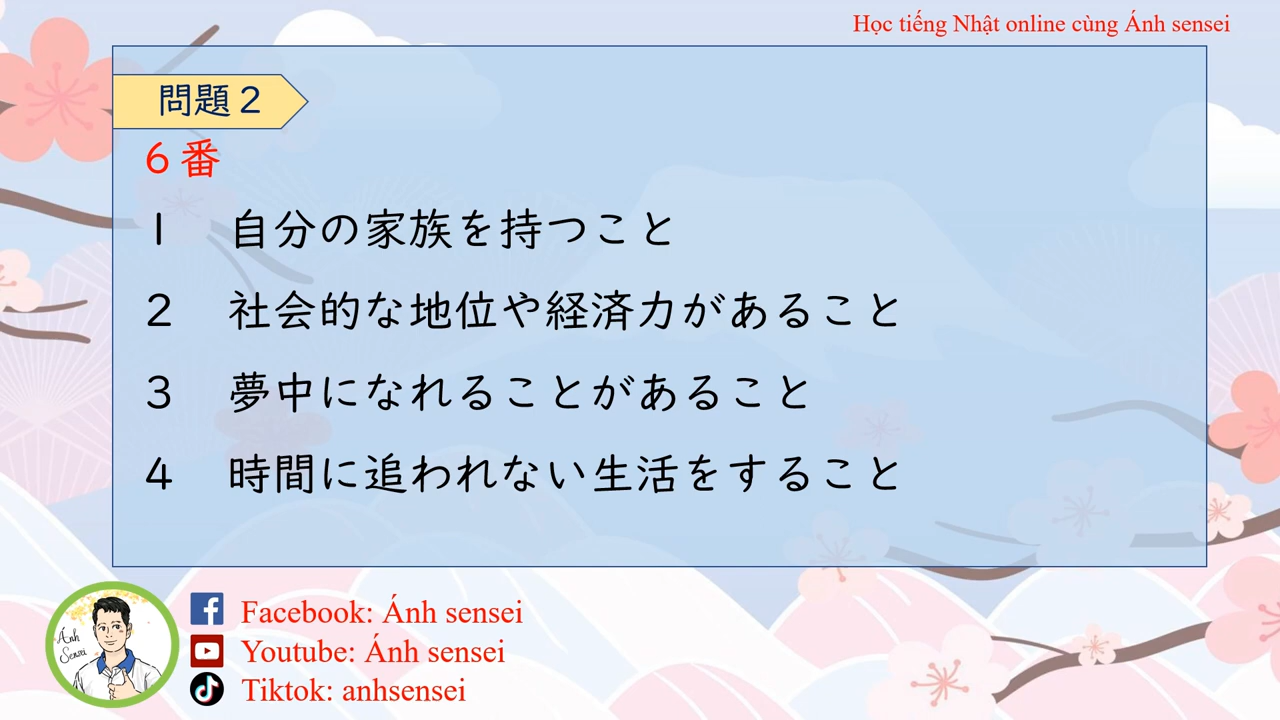 Học tiếng Nhật online cùng Ánh sensei
問題２
６番
１　自分の家族を持つこと
２　社会的な地位や経済力があること
３　夢中になれることがあること
４　時間に追われない生活をすること
Ánh Sensei
Facebook: Ánh sensei
Youtube: Ánh sensei
Tiktok: anhsensei